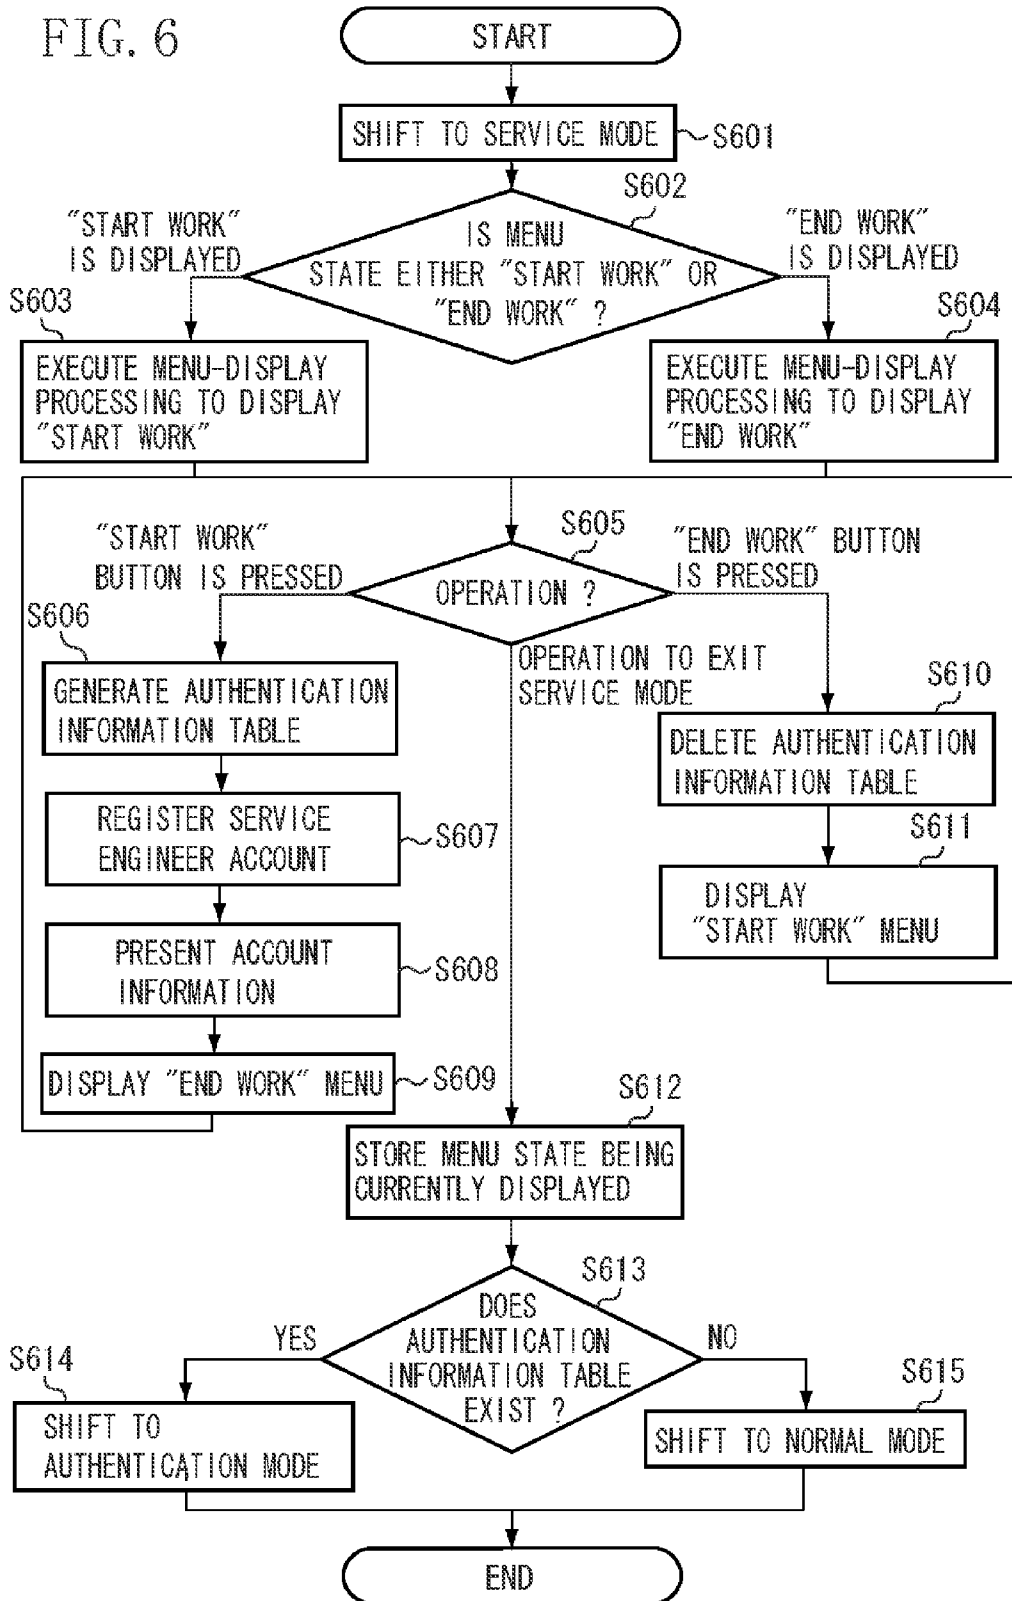 FIG. 6
START
SHIFT TO SERVICE MODE
S601
S602
"START WORK"
IS DISPLAYED
IS MENU
STATE EITHER "START WORK" OR
"END WORK" ?
"END WORK"
IS DISPLAYED
S603
EXECUTE MENU-DISPLAY
PROCESSING TO DISPLAY
"START WORK"
S604
EXECUTE MENU-DISPLAY
PROCESSING TO DISPLAY
"END WORK"
S605
"START WORK"
BUTTON IS PRESSED
OPERATION ?
"END WORK" BUTTON
IS PRESSED
S606
GENERATE AUTHENTICATION
INFORMATION TABLE
OPERATION TO EXIT
SERVICE MODE
S610
DELETE AUTHENTICATION
INFORMATION TABLE
REGISTER SERVICE
ENGINEER ACCOUNT
S607
S611
DISPLAY
"START WORK" MENU
PRESENT ACCOUNT
INFORMATION
S608
DISPLAY "END WORK" MENU
S609
S612
STORE MENU STATE BEING
CURRENTLY DISPLAYED
S613
DOES
AUTHENTICATION
INFORMATION TABLE
EXIST ?
YES
NO
S614
SHIFT TO
AUTHENTICATION MODE
S615
SHIFT TO NORMAL MODE
END